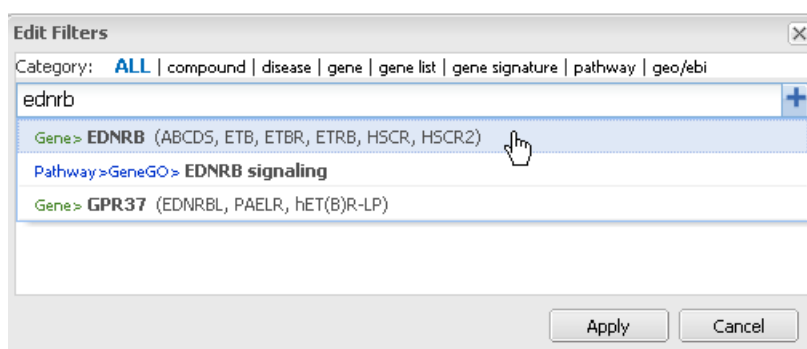 Edit Filters
Category: ALL | compound | disease | gene | gene list | gene signature | pathway | geo/ebi
ednrb
Gene> EDNRB (ABCDS, ETB, ETBR, ETRB, HSCR, HSCR2)
Pathway>GeneGO> EDNRB signaling
Gene> GPR37 (EDNRBL, PAELR, hET(B)R-LP)
Apply Cancel